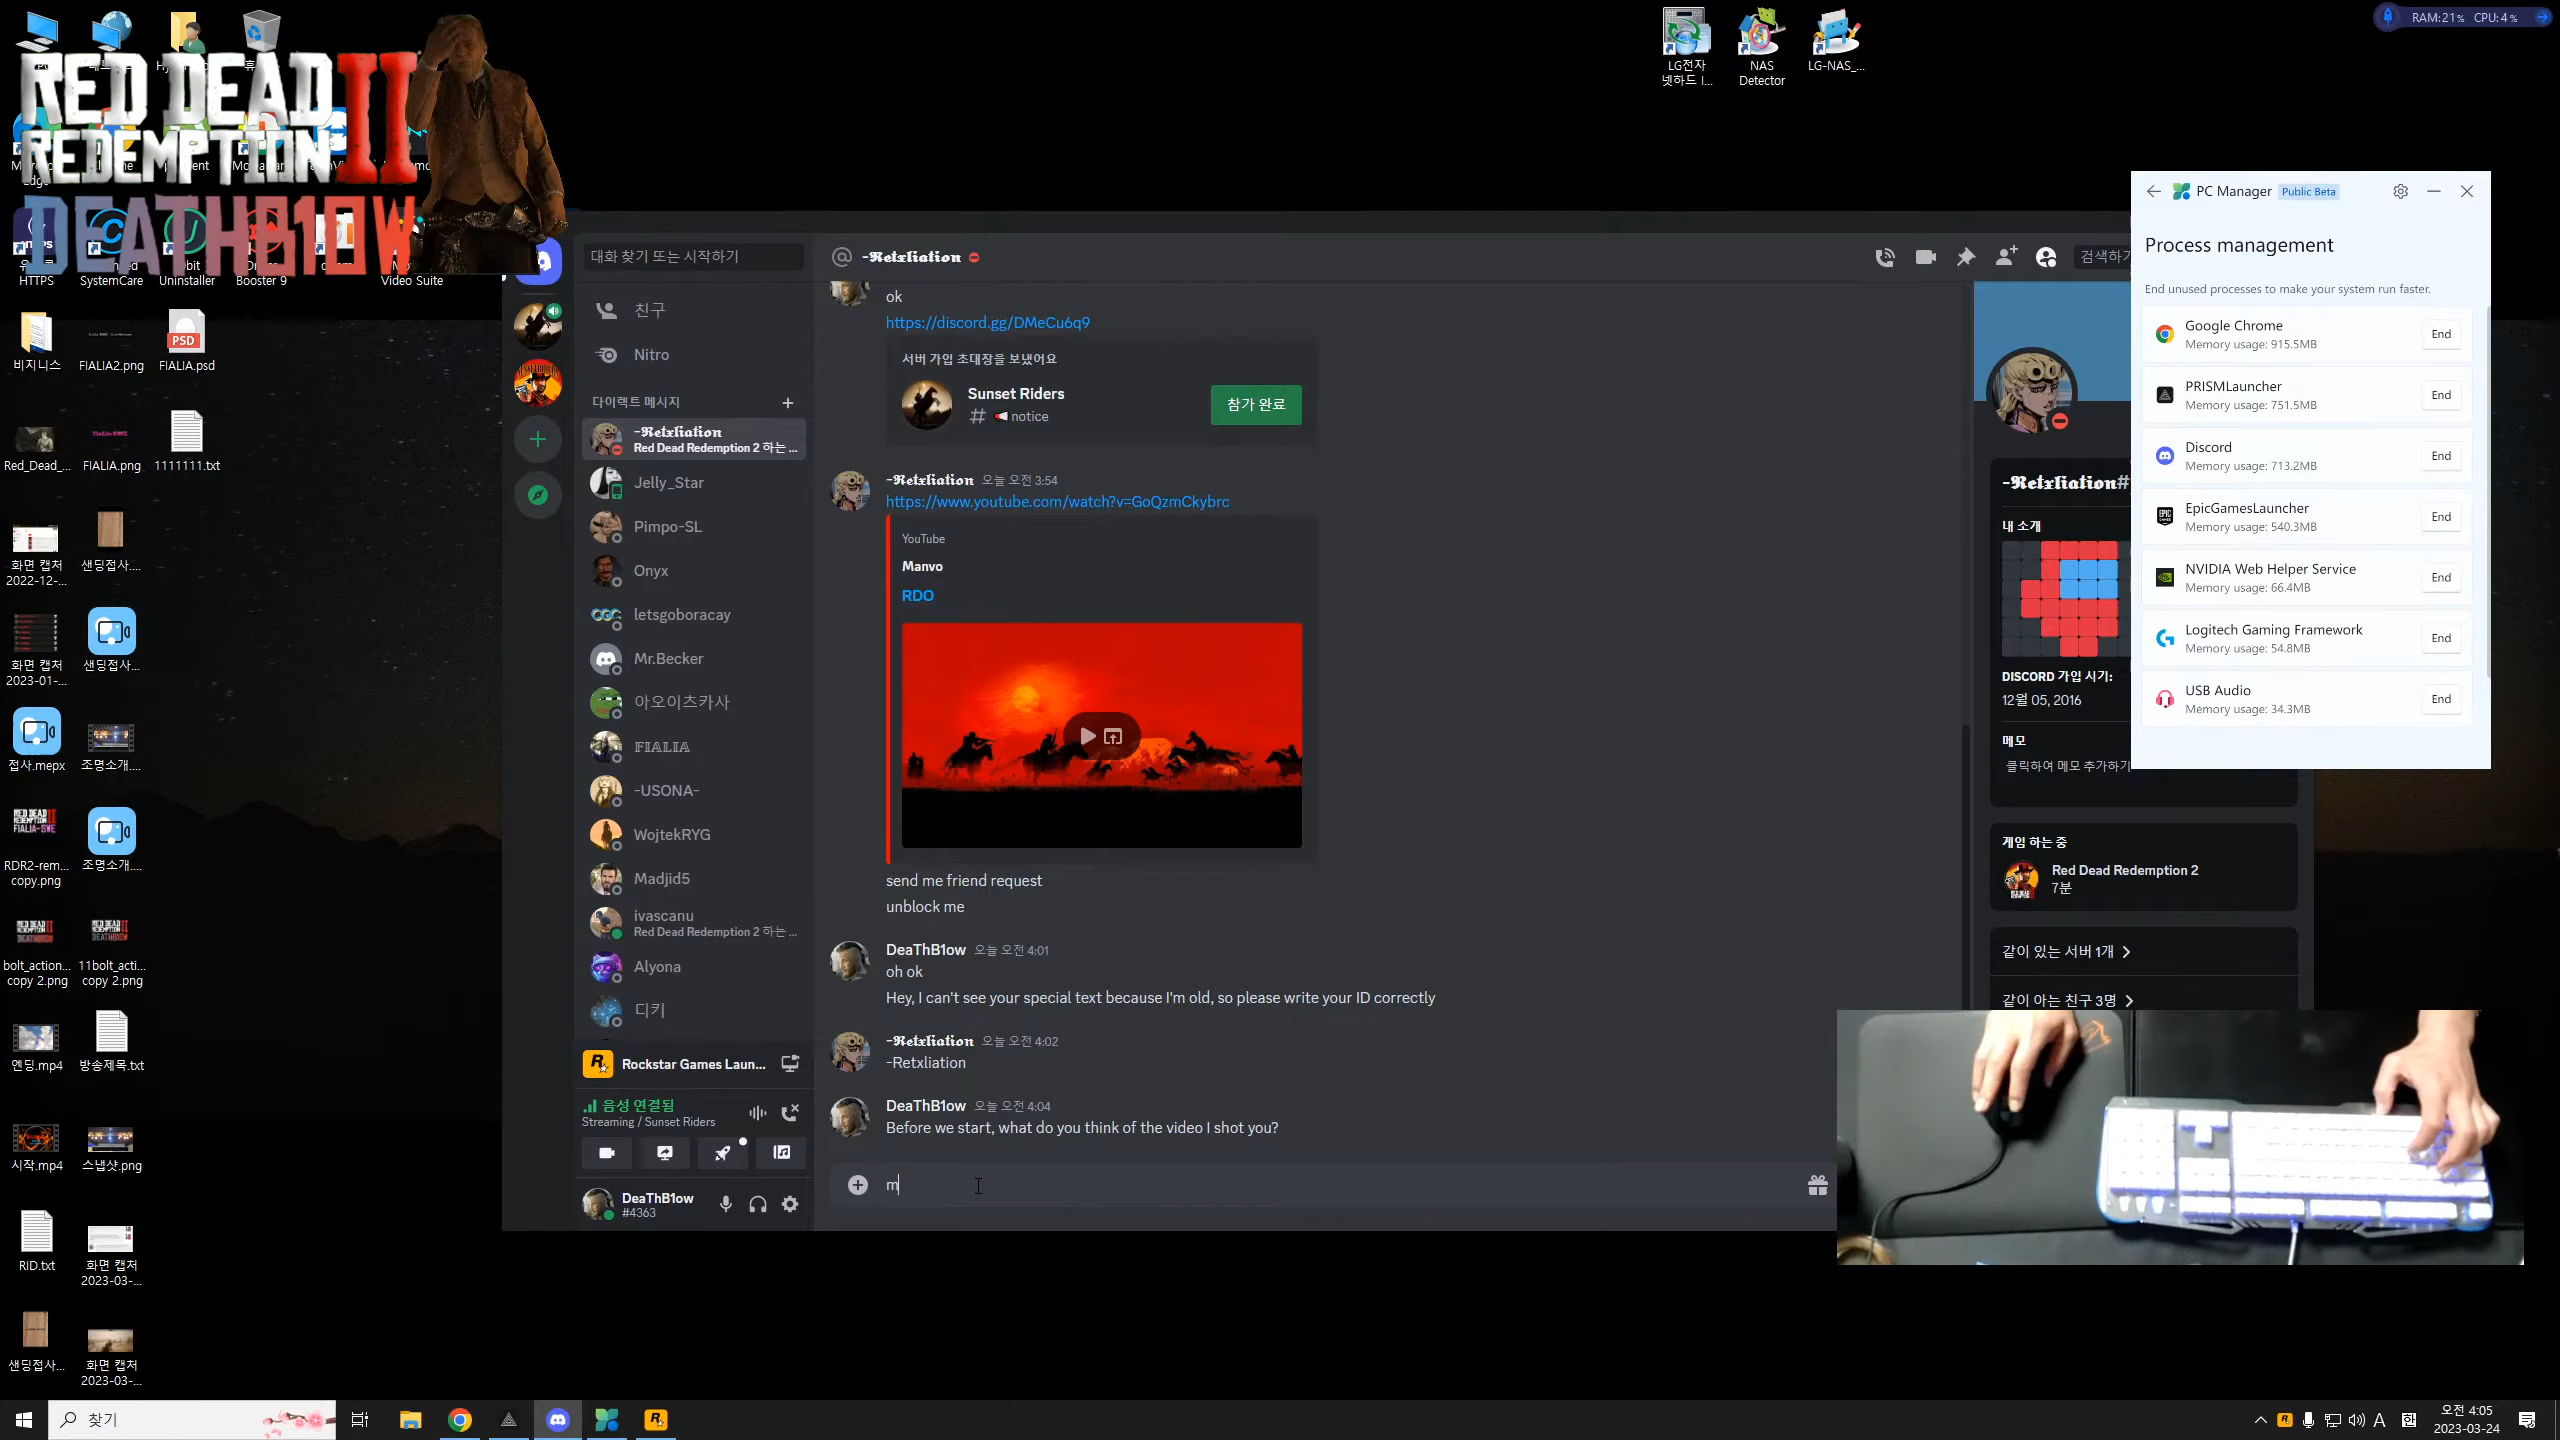 RED DEAD
REDEMPTION II
DEATHB10W
HTTPS
SystemCare
Uninstaller
Booster 9
Video Suite
비지니스
FIALIA2.png
FIALIA.psd
Red_Dead_...
FIALIA.png
1111111.txt
화면 캡처
2022-12-...
샌딩접사....
화면 캡처
2023-01-...
샌딩접사...
접사.mepx
조명소개....
RDR2-rem...
copy.png
조명소개...
bolt_action...
copy 2.png
11bolt_acti...
copy 2.png
엔딩.mp4
방송제목.txt
시작.mp4
스냅샷.png
RID.txt
화면 캡처
2023-03-...
샌딩접사...
화면 캡처
2023-03-...
LG전자
넷하드 I...
NAS
Detector
LG-NAS_...
RAM:21% CPU:4%
대화 찾기 또는 시작하기
친구
Nitro
다이렉트 메시지
-𝕽𝖊𝖙𝖝𝖑𝖎𝖆𝖙𝖎𝖔𝖓
Red Dead Redemption 2 하는 ...
Jelly_Star
Pimpo-SL
Onyx
letsgoboracay
Mr.Becker
아오이츠카사
𝔽𝕀𝔸𝕃𝕀𝔸
-USONA-
WojtekRYG
Madjid5
ivascanu
Red Dead Redemption 2 하는 ...
Alyona
디키
Rockstar Games Laun...
음성 연결됨
Streaming / Sunset Riders
DeaThB1ow
#4363
@ -𝕽𝖊𝖙𝖝𝖑𝖎𝖆𝖙𝖎𝖔𝖓
검색하기
ok
https://discord.gg/DMeCu6q9
서버 가입 초대장을 보냈어요
Sunset Riders
# notice
참가 완료
-𝕽𝖊𝖙𝖝𝖑𝖎𝖆𝖙𝖎𝖔𝖓 오늘 오전 3:54
https://www.youtube.com/watch?v=GoQzmCkybrc
YouTube
Manvo
RDO
send me friend request
unblock me
DeaThB1ow 오늘 오전 4:01
oh ok
Hey, I can't see your special text because I'm old, so please write your ID correctly
-𝕽𝖊𝖙𝖝𝖑𝖎𝖆𝖙𝖎𝖔𝖓 오늘 오전 4:02
-Retxliation
DeaThB1ow 오늘 오전 4:04
Before we start, what do you think of the video I shot you?
m
-𝕽𝖊𝖙𝖝𝖑𝖎𝖆𝖙𝖎𝖔𝖓#
내 소개
DISCORD 가입 시기:
12월 05, 2016
메모
클릭하여 메모 추가하기
게임 하는 중
Red Dead Redemption 2
7분
같이 있는 서버 1개
같이 아는 친구 3명
PC Manager Public Beta
Process management
End unused processes to make your system run faster.
Google Chrome
Memory usage: 915.5MB
End
PRISMLauncher
Memory usage: 751.5MB
End
Discord
Memory usage: 713.2MB
End
EpicGamesLauncher
Memory usage: 540.3MB
End
NVIDIA Web Helper Service
Memory usage: 66.4MB
End
Logitech Gaming Framework
Memory usage: 54.8MB
End
USB Audio
Memory usage: 34.3MB
End
찾기
A
한
오전 4:05
2023-03-24